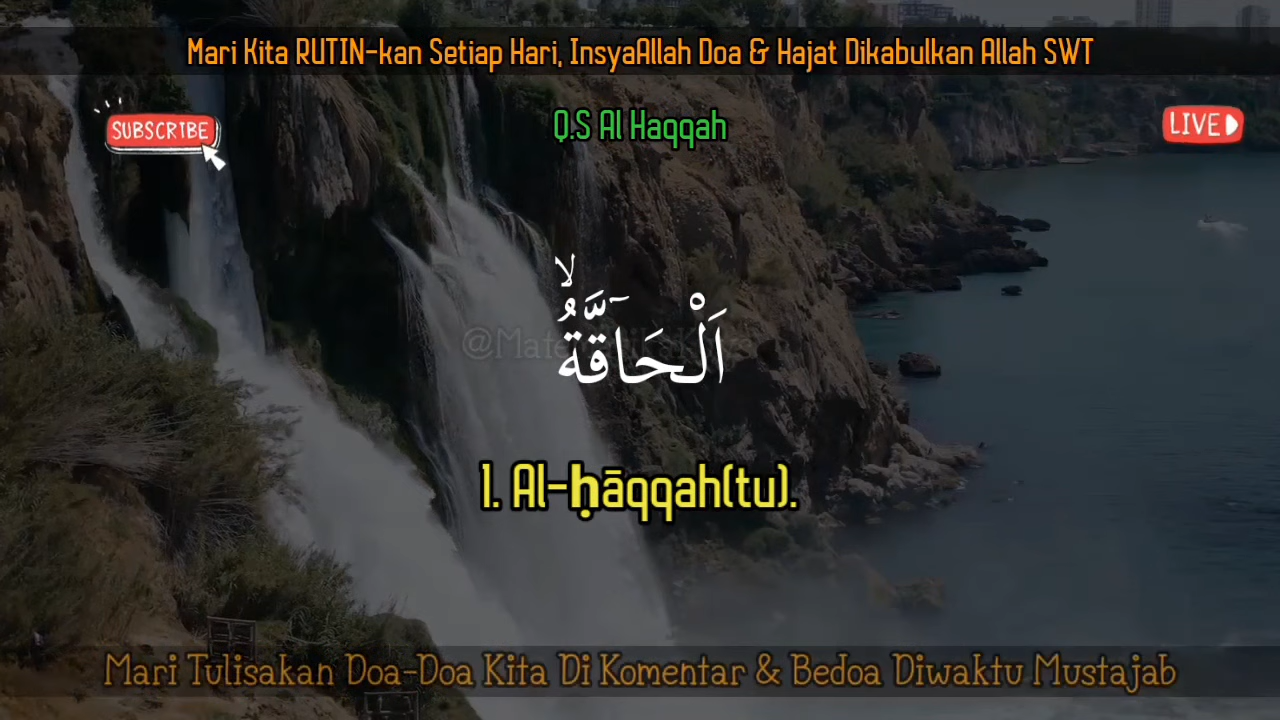 Mari Kita RUTIN-kan Setiap Hari, InsyaAllah Doa & Hajat Dikabulkan Allah SWT
SUBSCRIBE
Q.S Al Haqqah
LIVE
اَلْحَاۤقَّةُۙ
1. Al-ḥāqqah(tu).
Mari Tulisakan Doa-Doa Kita Di Komentar & Bedoa Diwaktu Mustajab